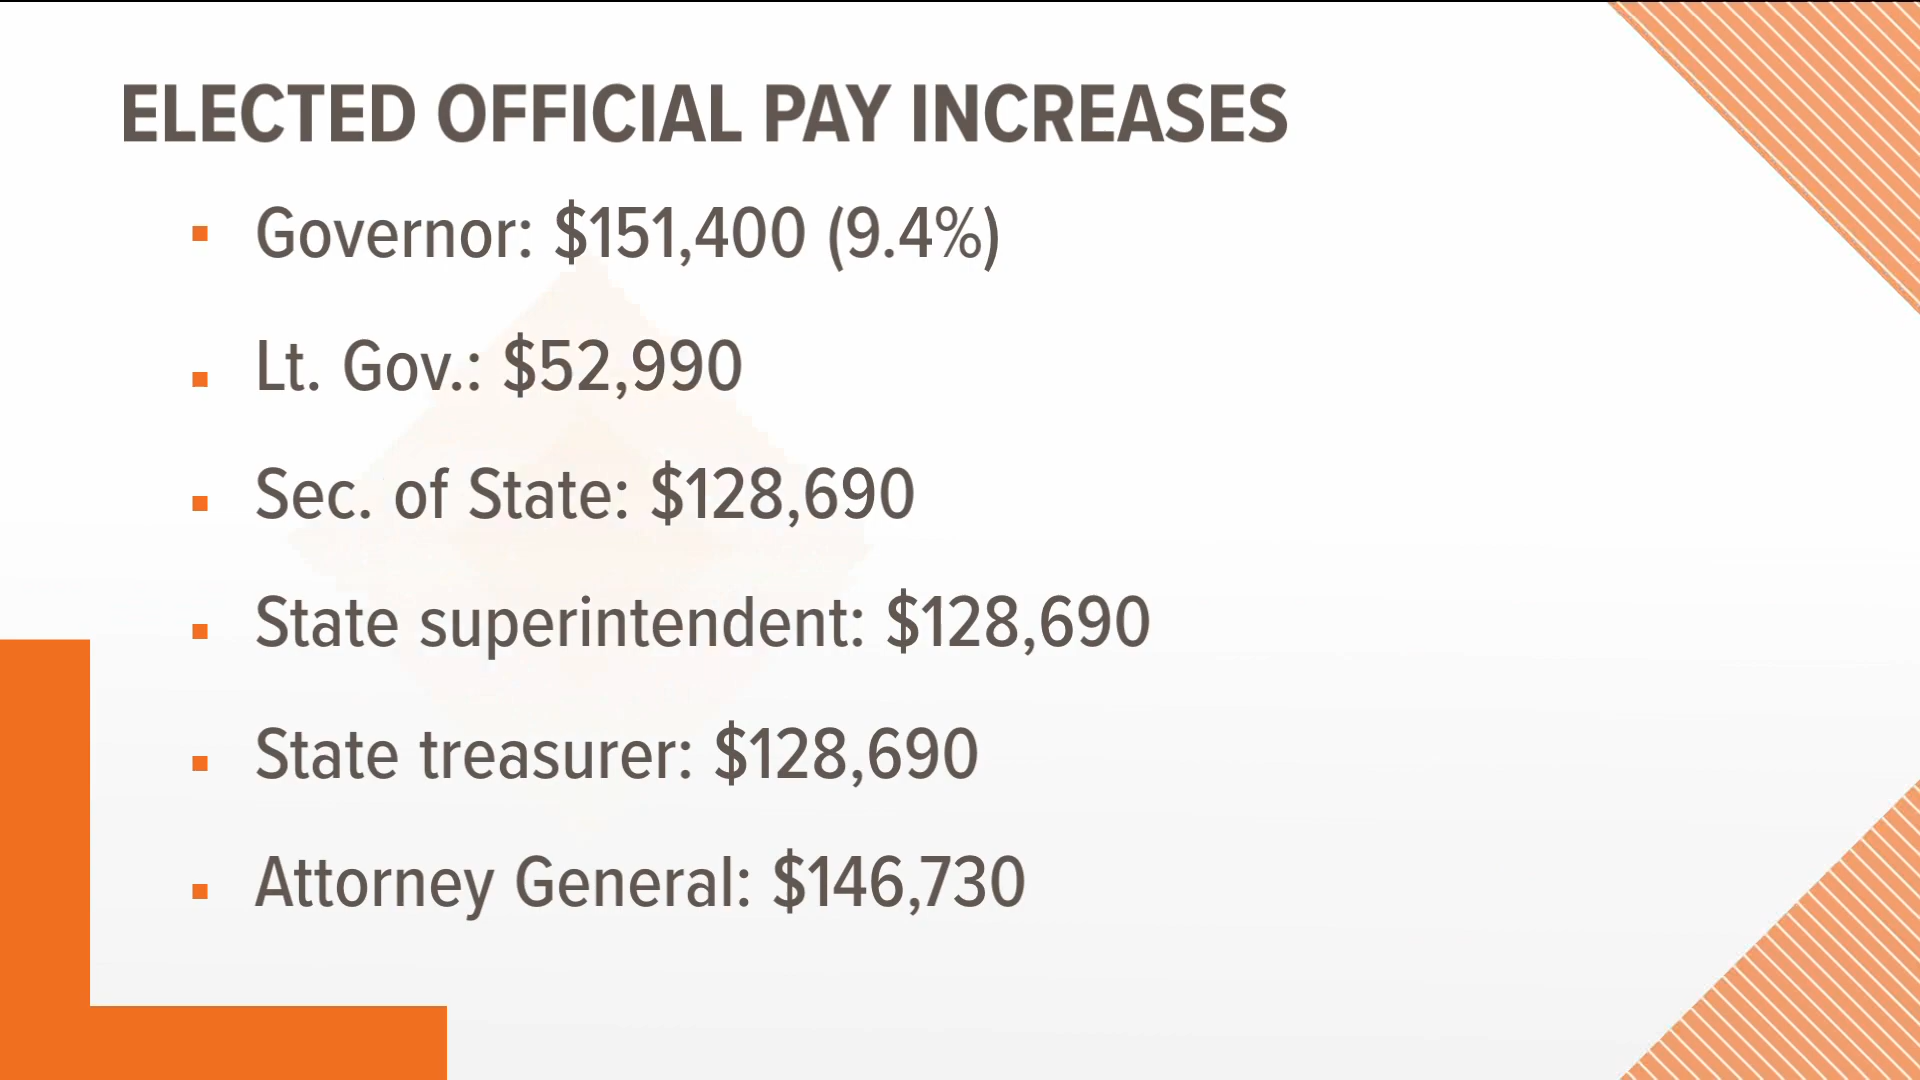 ELECTED OFFICIAL PAY INCREASES
Governor: $151,400 (9.4%)
Lt. Gov.: $52,990
Sec. of State: $128,690
State superintendent: $128,690
State treasurer: $128,690
Attorney General: $146,730